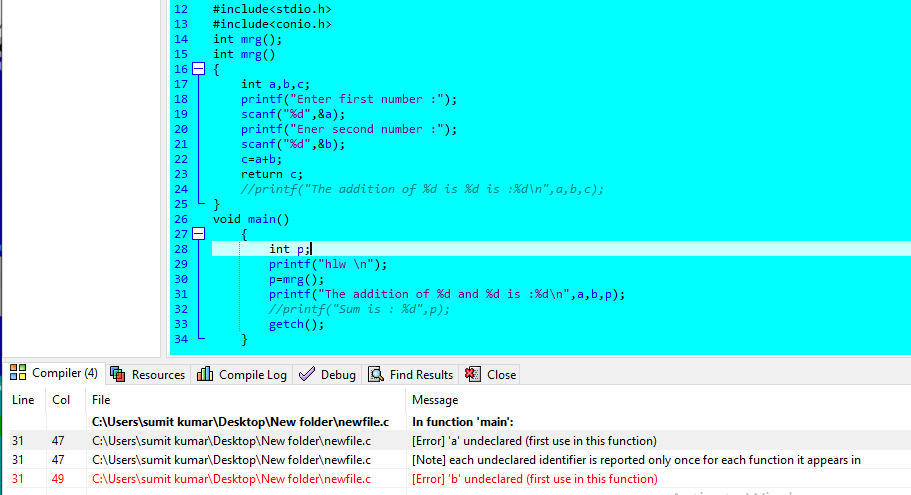 12 #include<stdio.h>
13 #include<conio.h>
14 int mrg();
15 int mrg()
16 {
17 int a,b,c;
18 printf("Enter first number :");
19 scanf("%d",&a);
20 printf("Ener second number :");
21 scanf("%d",&b);
22 c=a+b;
23 return c;
24 //printf("The addition of %d is %d is :%d\n",a,b,c);
25 }
26 void main()
27 {
28 int p;
29 printf("hlw \n");
30 p=mrg();
31 printf("The addition of %d and %d is :%d\n",a,b,p);
32 //printf("Sum is : %d",p);
33 getch();
34 }
Compiler (4) Resources Compile Log Debug Find Results Close
Line Col File Message
C:\Users\sumit kumar\Desktop\New folder\newfile.c In function 'main':
31 47 C:\Users\sumit kumar\Desktop\New folder\newfile.c [Error] 'a' undeclared (first use in this function)
31 47 C:\Users\sumit kumar\Desktop\New folder\newfile.c [Note] each undeclared identifier is reported only once for each function it appears in
31 49 C:\Users\sumit kumar\Desktop\New folder\newfile.c [Error] 'b' undeclared (first use in this function)